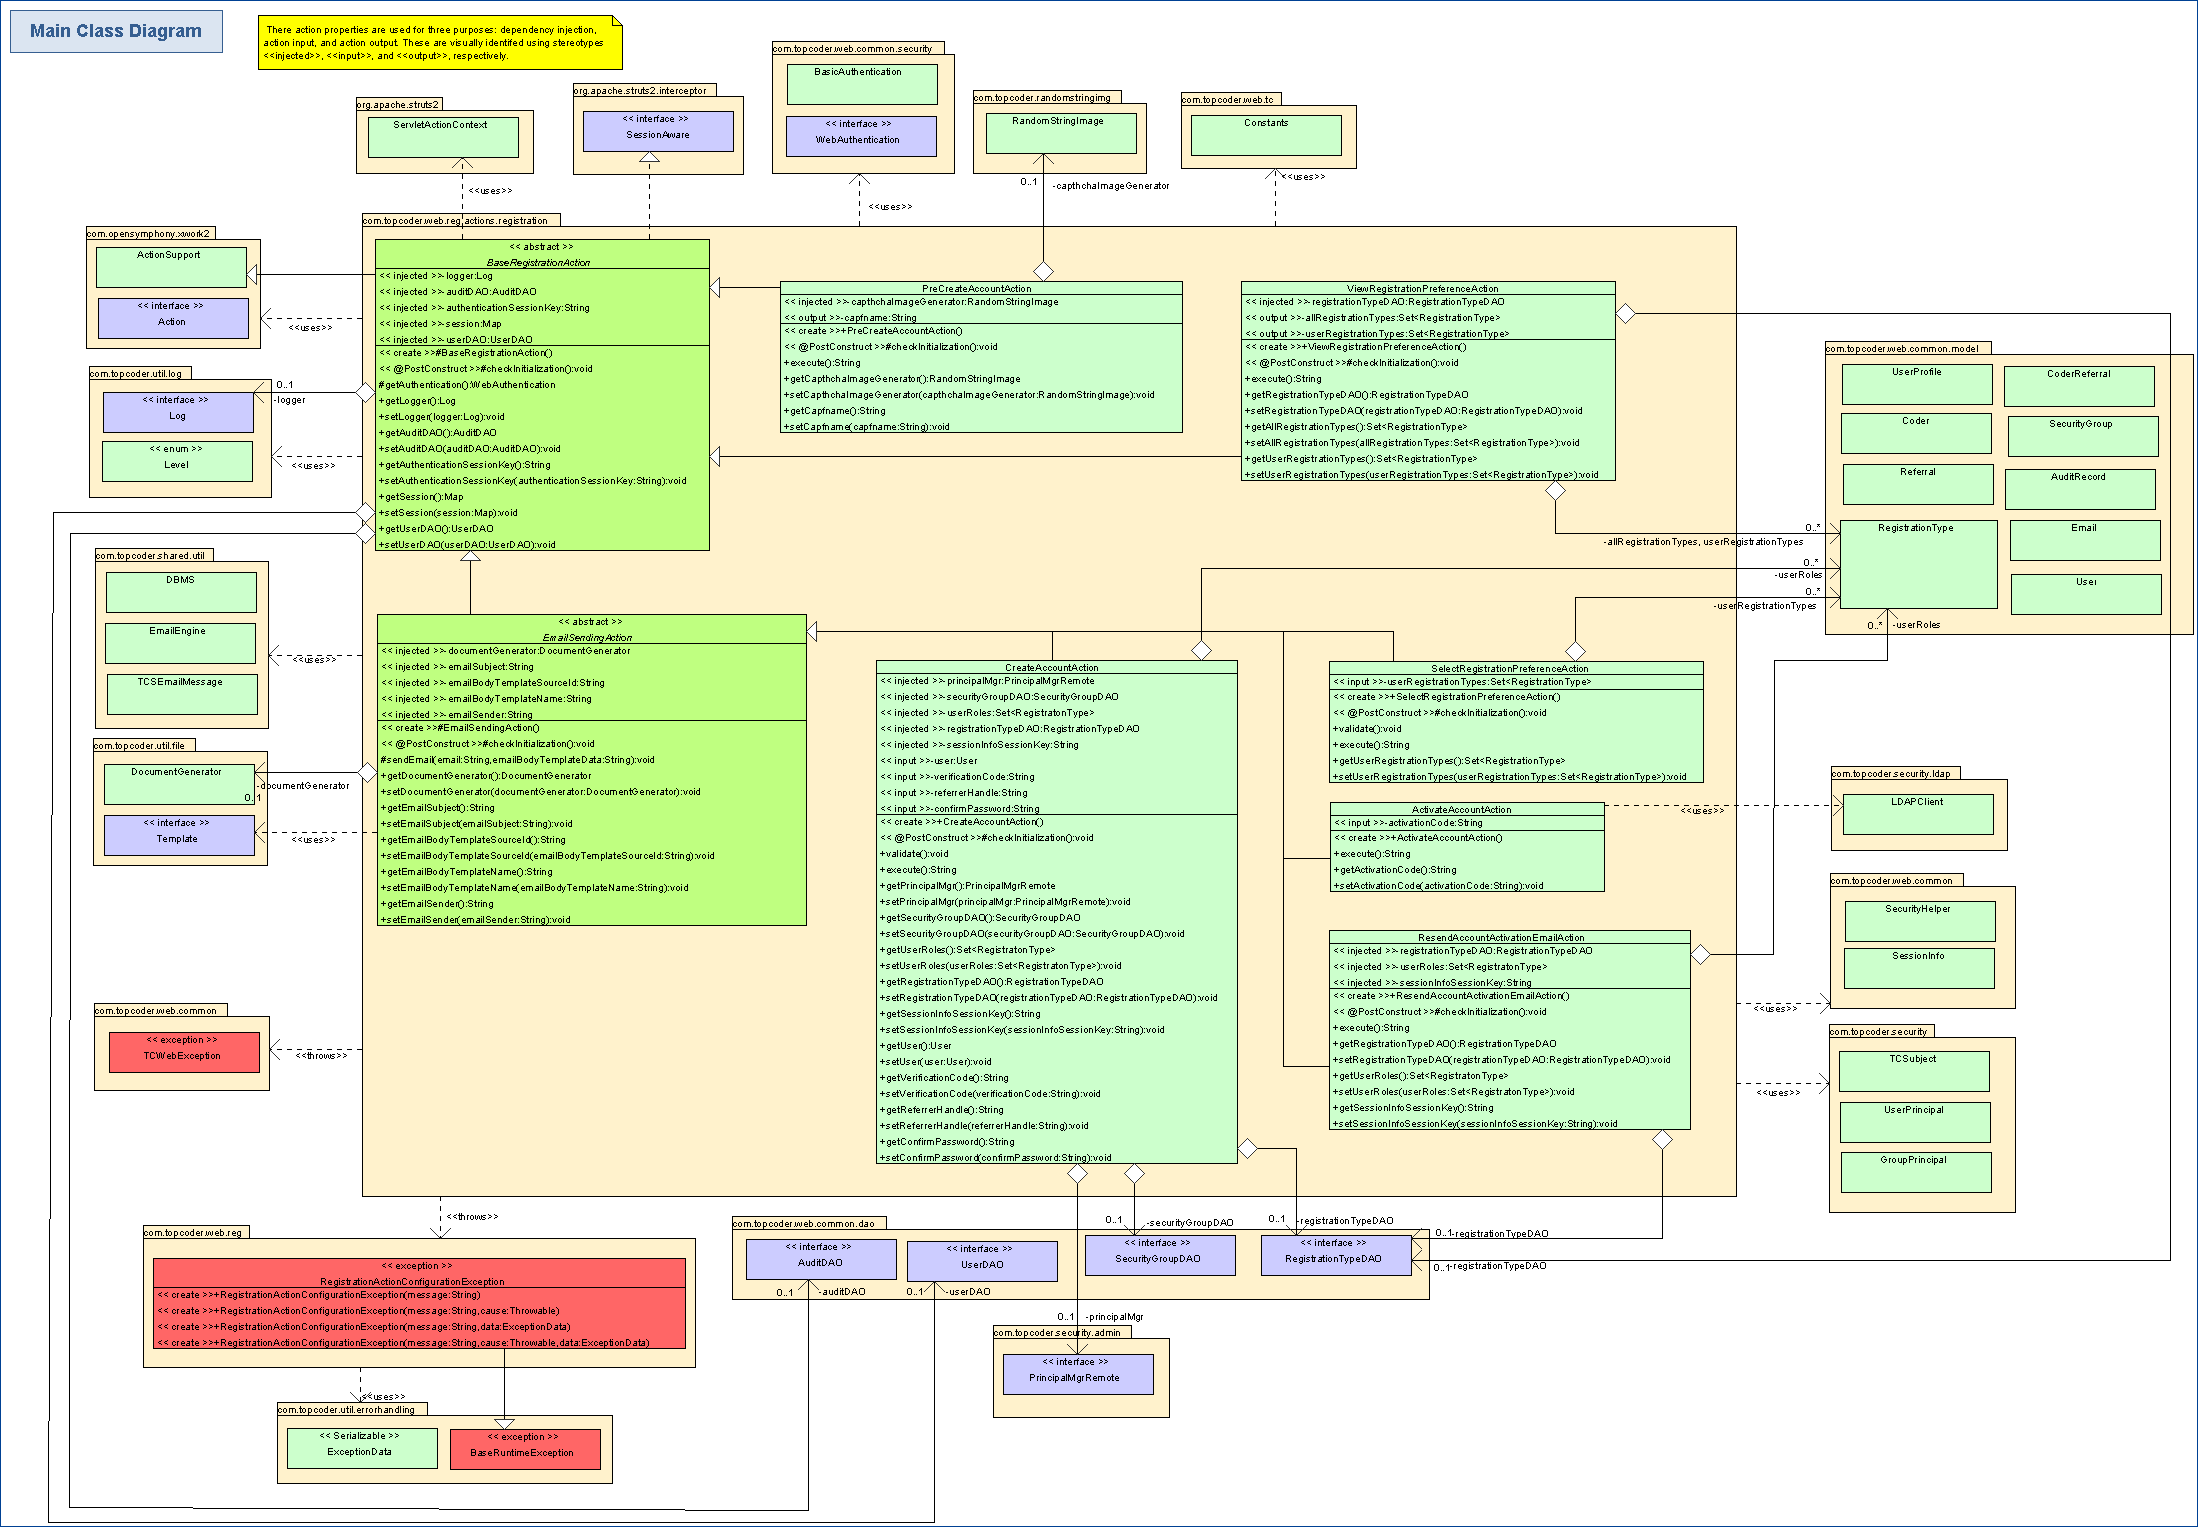 Main Class Diagram
There action properties are used for three purposes: dependency injection,
action input, and action output. These are visually identifed using stereotypes
<<injected>>, <<input>>, and <<output>>, respectively.
com.topcoder.web.common.security
BasicAuthentication
<< interface >>
WebAuthentication
<<uses>>
org.apache.struts2
ServletActionContext
<<uses>>
org.apache.struts2.interceptor
<< interface >>
SessionAware
com.topcoder.randomstringimg
RandomStringImage
0..1
-capthchaImageGenerator
com.topcoder.web.tc
Constants
<<uses>>
com.topcoder.web.reg.actions.registration
com.opensymphony.xwork2
ActionSupport
<< interface >>
Action
<<uses>>
com.topcoder.util.log
<< interface >>
Log
<< enum >>
Level
0..1
-logger
<<uses>>
<< abstract >>
BaseRegistrationAction
<< injected >>-logger:Log
<< injected >>-auditDAO:AuditDAO
<< injected >>-authenticationSessionKey:String
<< injected >>-session:Map
<< injected >>-userDAO:UserDAO
<< create >>#BaseRegistrationAction()
<< @PostConstruct >>#checkInitialization():void
#getAuthentication():WebAuthentication
+getLogger():Log
+setLogger(logger:Log):void
+getAuditDAO():AuditDAO
+setAuditDAO(auditDAO:AuditDAO):void
+getAuthenticationSessionKey():String
+setAuthenticationSessionKey(authenticationSessionKey:String):void
+getSession():Map
+setSession(session:Map):void
+getUserDAO():UserDAO
+setUserDAO(userDAO:UserDAO):void
PreCreateAccountAction
<< injected >>-capthchaImageGenerator:RandomStringImage
<< output >>-capfname:String
<< create >>+PreCreateAccountAction()
<< @PostConstruct >>#checkInitialization():void
+execute():String
+getCapthchaImageGenerator():RandomStringImage
+setCapthchaImageGenerator(capthchaImageGenerator:RandomStringImage):void
+getCapfname():String
+setCapfname(capfname:String):void
ViewRegistrationPreferenceAction
<< injected >>-registrationTypeDAO:RegistrationTypeDAO
<< output >>-allRegistrationTypes:Set<RegistrationType>
<< output >>-userRegistrationTypes:Set<RegistrationType>
<< create >>+ViewRegistrationPreferenceAction()
<< @PostConstruct >>#checkInitialization():void
+execute():String
+getRegistrationTypeDAO():RegistrationTypeDAO
+setRegistrationTypeDAO(registrationTypeDAO:RegistrationTypeDAO):void
+getAllRegistrationTypes():Set<RegistrationType>
+setAllRegistrationTypes(allRegistrationTypes:Set<RegistrationType>):void
+getUserRegistrationTypes():Set<RegistrationType>
+setUserRegistrationTypes(userRegistrationTypes:Set<RegistrationType>):void
com.topcoder.web.common.model
UserProfile
CoderReferral
Coder
SecurityGroup
Referral
AuditRecord
RegistrationType
Email
User
0..*
-allRegistrationTypes, userRegistrationTypes
0..*
-userRoles
0..*
-userRegistrationTypes
0..*
-userRoles
com.topcoder.shared.util
DBMS
EmailEngine
TCSEmailMessage
<<uses>>
com.topcoder.util.file
DocumentGenerator
0..1
-documentGenerator
<< interface >>
Template
<<uses>>
<< abstract >>
EmailSendingAction
<< injected >>-documentGenerator:DocumentGenerator
<< injected >>-emailSubject:String
<< injected >>-emailBodyTemplateSourceId:String
<< injected >>-emailBodyTemplateName:String
<< injected >>-emailSender:String
<< create >>#EmailSendingAction()
<< @PostConstruct >>#checkInitialization():void
#sendEmail(email:String,emailBodyTemplateData:String):void
+getDocumentGenerator():DocumentGenerator
+setDocumentGenerator(documentGenerator:DocumentGenerator):void
+getEmailSubject():String
+setEmailSubject(emailSubject:String):void
+getEmailBodyTemplateSourceId():String
+setEmailBodyTemplateSourceId(emailBodyTemplateSourceId:String):void
+getEmailBodyTemplateName():String
+setEmailBodyTemplateName(emailBodyTemplateName:String):void
+getEmailSender():String
+setEmailSender(emailSender:String):void
CreateAccountAction
<< injected >>-principalMgr:PrincipalMgrRemote
<< injected >>-securityGroupDAO:SecurityGroupDAO
<< injected >>-userRoles:Set<RegistratonType>
<< injected >>-registrationTypeDAO:RegistrationTypeDAO
<< injected >>-sessionInfoSessionKey:String
<< input >>-user:User
<< input >>-verificationCode:String
<< input >>-referrerHandle:String
<< input >>-confirmPassword:String
<< create >>+CreateAccountAction()
<< @PostConstruct >>#checkInitialization():void
+validate():void
+execute():String
+getPrincipalMgr():PrincipalMgrRemote
+setPrincipalMgr(principalMgr:PrincipalMgrRemote):void
+getSecurityGroupDAO():SecurityGroupDAO
+setSecurityGroupDAO(securityGroupDAO:SecurityGroupDAO):void
+getUserRoles():Set<RegistratonType>
+setUserRoles(userRoles:Set<RegistratonType>):void
+getRegistrationTypeDAO():RegistrationTypeDAO
+setRegistrationTypeDAO(registrationTypeDAO:RegistrationTypeDAO):void
+getSessionInfoSessionKey():String
+setSessionInfoSessionKey(sessionInfoSessionKey:String):void
+getUser():User
+setUser(user:User):void
+getVerificationCode():String
+setVerificationCode(verificationCode:String):void
+getReferrerHandle():String
+setReferrerHandle(referrerHandle:String):void
+getConfirmPassword():String
+setConfirmPassword(confirmPassword:String):void
SelectRegistrationPreferenceAction
<< input >>-userRegistrationTypes:Set<RegistrationType>
<< create >>+SelectRegistrationPreferenceAction()
<< @PostConstruct >>#checkInitialization():void
+validate():void
+execute():String
+getUserRegistrationTypes():Set<RegistrationType>
+setUserRegistrationTypes(userRegistrationTypes:Set<RegistrationType>):void
ActivateAccountAction
<< input >>-activationCode:String
<< create >>+ActivateAccountAction()
+execute():String
+getActivationCode():String
+setActivationCode(activationCode:String):void
<<uses>>
com.topcoder.security.ldap
LDAPClient
ResendAccountActivationEmailAction
<< injected >>-registrationTypeDAO:RegistrationTypeDAO
<< injected >>-userRoles:Set<RegistratonType>
<< injected >>-sessionInfoSessionKey:String
<< create >>+ResendAccountActivationEmailAction()
<< @PostConstruct >>#checkInitialization():void
+execute():String
+getRegistrationTypeDAO():RegistrationTypeDAO
+setRegistrationTypeDAO(registrationTypeDAO:RegistrationTypeDAO):void
+getUserRoles():Set<RegistratonType>
+setUserRoles(userRoles:Set<RegistratonType>):void
+getSessionInfoSessionKey():String
+setSessionInfoSessionKey(sessionInfoSessionKey:String):void
com.topcoder.web.common
SecurityHelper
SessionInfo
<<uses>>
com.topcoder.security
TCSubject
UserPrincipal
GroupPrincipal
<<uses>>
com.topcoder.web.common
<< exception >>
TCWebException
<<throws>>
<<throws>>
com.topcoder.web.reg
<< exception >>
RegistrationActionConfigurationException
<< create >>+RegistrationActionConfigurationException(message:String)
<< create >>+RegistrationActionConfigurationException(message:String,cause:Throwable)
<< create >>+RegistrationActionConfigurationException(message:String,data:ExceptionData)
<< create >>+RegistrationActionConfigurationException(message:String,cause:Throwable,data:ExceptionData)
<<uses>>
com.topcoder.util.errorhandling
<< Serializable >>
ExceptionData
<< exception >>
BaseRuntimeException
com.topcoder.web.common.dao
<< interface >>
AuditDAO
<< interface >>
UserDAO
<< interface >>
SecurityGroupDAO
<< interface >>
RegistrationTypeDAO
0..1
-securityGroupDAO
0..1
-registrationTypeDAO
0..1
-registrationTypeDAO
0..1
-registrationTypeDAO
0..1
-auditDAO
0..1
-userDAO
0..1
-principalMgr
com.topcoder.security.admin
<< interface >>
PrincipalMgrRemote